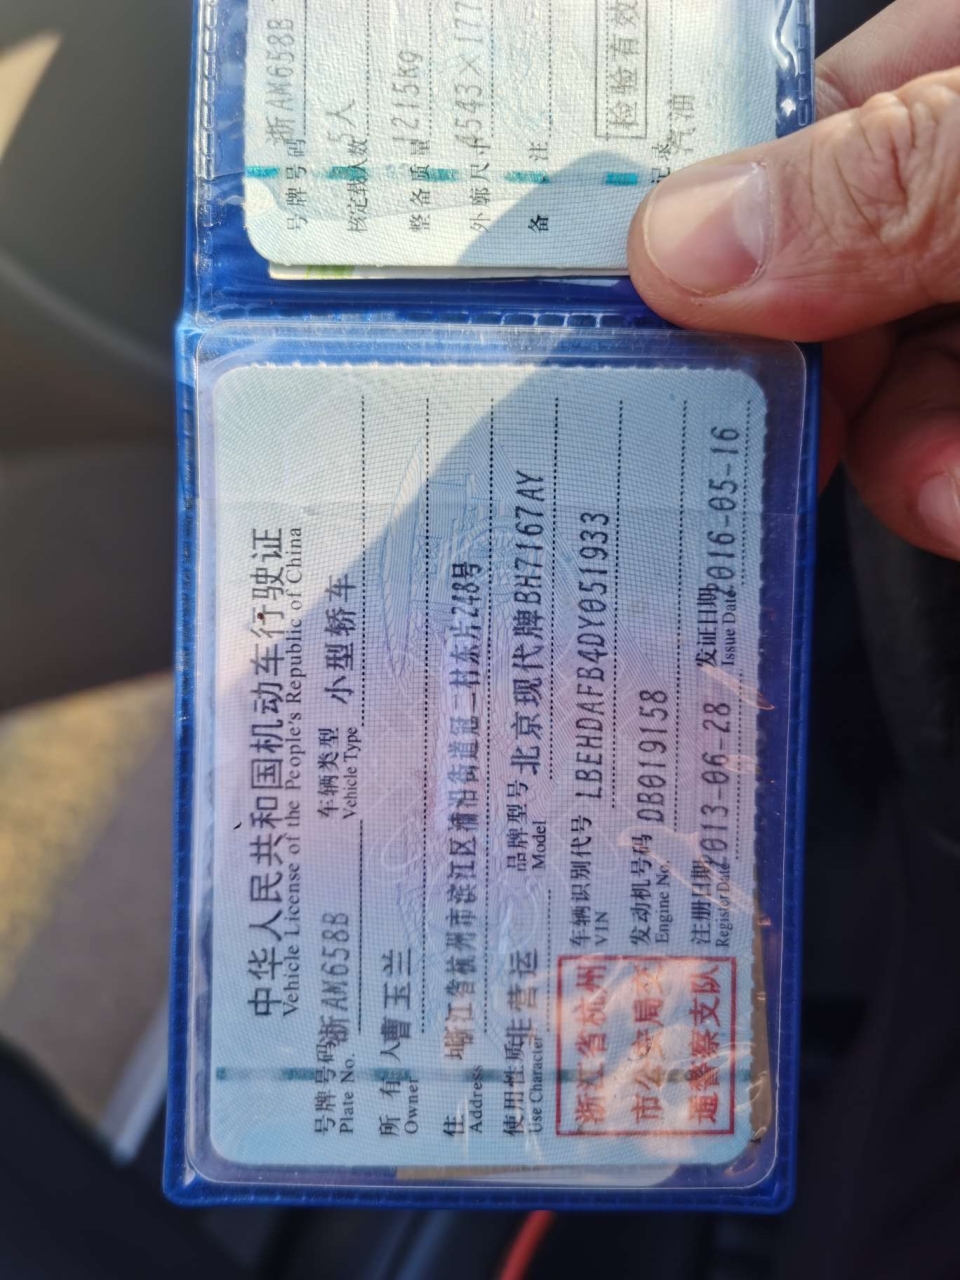 号牌号码 浙AM658B
核定载人数 5人
整备质量 1215kg
外廓尺寸 4543×177
备注
检验有效
记录
汽油
中华人民共和国机动车行驶证
Vehicle License of the People's Republic of China
号牌号码 浙AM658B 车辆类型 小型轿车
Plate No. Vehicle Type
所有人 曹玉兰
Owner
住址 浙江省杭州市滨江区浦沿街道冠二村东片248号
Address
使用性质 非营运 品牌型号 北京现代牌BH7167AY
Use Character Model
浙江省杭州
市公安局交
通警察支队
车辆识别代号 LBEHDAFB4DY051933
VIN
发动机号码 DB019158
Engine No.
注册日期 2013-06-28 发证日期 2016-05-16
Register Date Issue Date